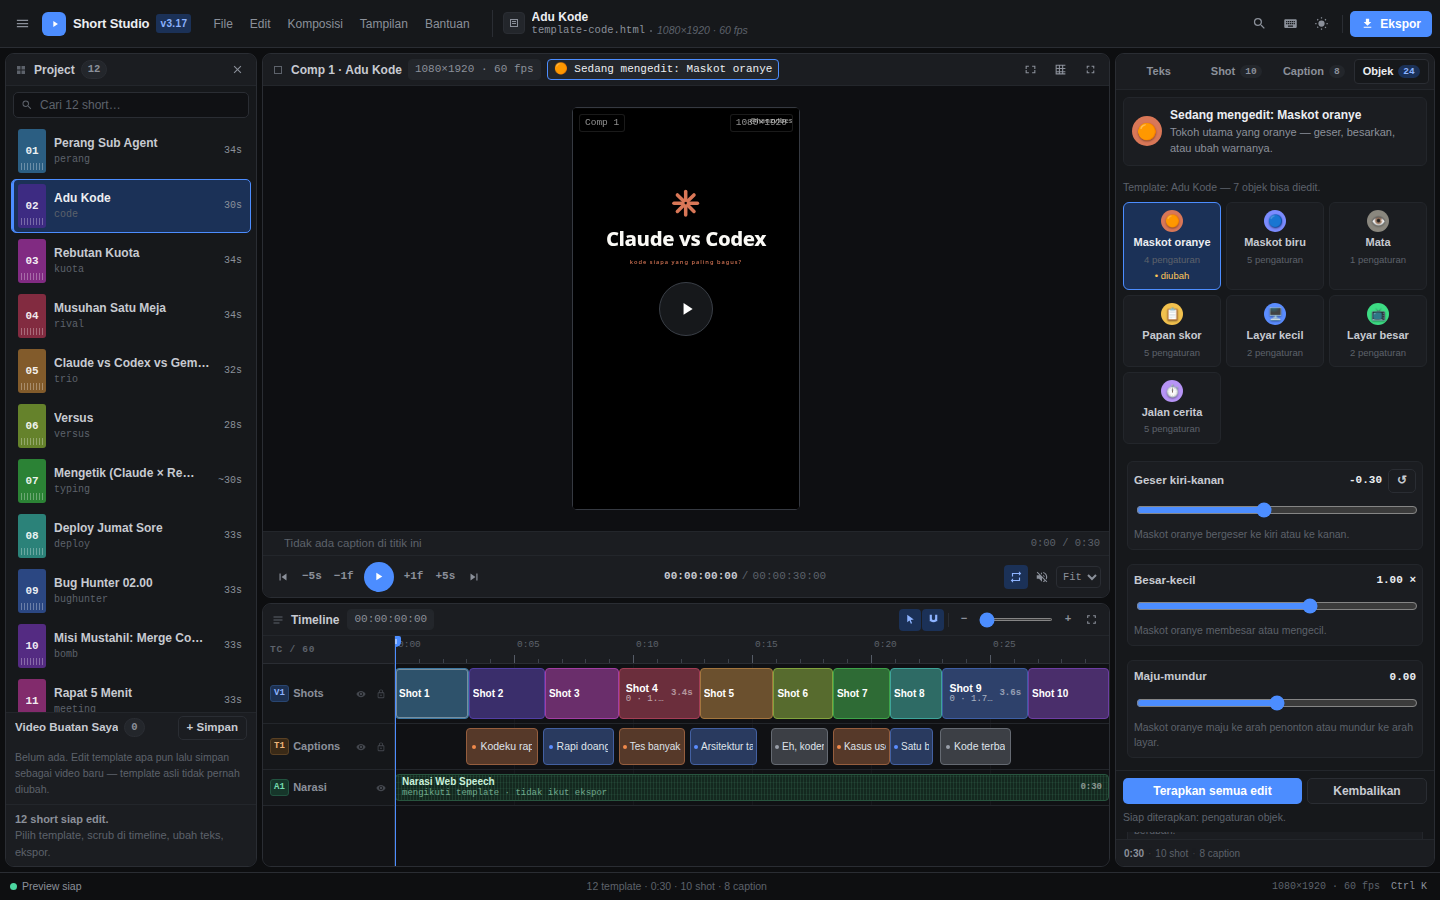 Short Studio v3.17 File Edit Komposisi Tampilan Bantuan
Adu Kode
template-code.html · 1080×1920 · 60 fps
Ekspor
Project 12
Cari 12 short…
01 Perang Sub Agent 34s
perang
02 Adu Kode 30s
code
03 Rebutan Kuota 34s
kuota
04 Musuhan Satu Meja 34s
rival
05 Claude vs Codex vs Gem… 32s
trio
06 Versus 28s
versus
07 Mengetik (Claude × Re… ~30s
typing
08 Deploy Jumat Sore 33s
deploy
09 Bug Hunter 02.00 33s
bughunter
10 Misi Mustahil: Merge Co… 33s
bomb
11 Rapat 5 Menit 33s
meeting
Video Buatan Saya 0 + Simpan
Belum ada. Edit template apa pun lalu simpan
sebagai video baru — template asli tidak pernah
diubah.
12 short siap edit.
Pilih template, scrub di timeline, ubah teks,
ekspor.
Comp 1 · Adu Kode 1080×1920 · 60 fps Sedang mengedit: Maskot oranye
Comp 1 1080×1920
Claude vs Codex
kode siapa yang paling bagus?
Tidak ada caption di titik ini 0:00 / 0:30
−5s −1f +1f +5s 00:00:00:00 / 00:00:30:00 Fit
Timeline 00:00:00:00 − +
TC / 60 0:00 0:05 0:10 0:15 0:20 0:25
V1 Shots Shot 1 Shot 2 Shot 3 Shot 4 3.4s Shot 5 Shot 6 Shot 7 Shot 8 Shot 9 3.6s Shot 10
0 · 1.… 0 · 1.7…
T1 Captions Kodeku rap Rapi doang Tes banyak Arsitektur ta Eh, koder Kasus us Satu b Kode terba
A1 Narasi Narasi Web Speech 0:30
mengikuti template · tidak ikut ekspor
Teks Shot 10 Caption 8 Objek 24
Sedang mengedit: Maskot oranye
Tokoh utama yang oranye — geser, besarkan,
atau ubah warnanya.
Template: Adu Kode — 7 objek bisa diedit.
Maskot oranye Maskot biru Mata
4 pengaturan 5 pengaturan 1 pengaturan
• diubah
Papan skor Layar kecil Layar besar
5 pengaturan 2 pengaturan 2 pengaturan
Jalan cerita
5 pengaturan
Geser kiri-kanan -0.30 ↺
Maskot oranye bergeser ke kiri atau ke kanan.
Besar-kecil 1.00 ×
Maskot oranye membesar atau mengecil.
Maju-mundur 0.00
Maskot oranye maju ke arah penonton atau mundur ke arah
layar.
Terapkan semua edit Kembalikan
Siap diterapkan: pengaturan objek.
0:30 · 10 shot · 8 caption
Preview siap 12 template · 0:30 · 10 shot · 8 caption 1080×1920 · 60 fps Ctrl K